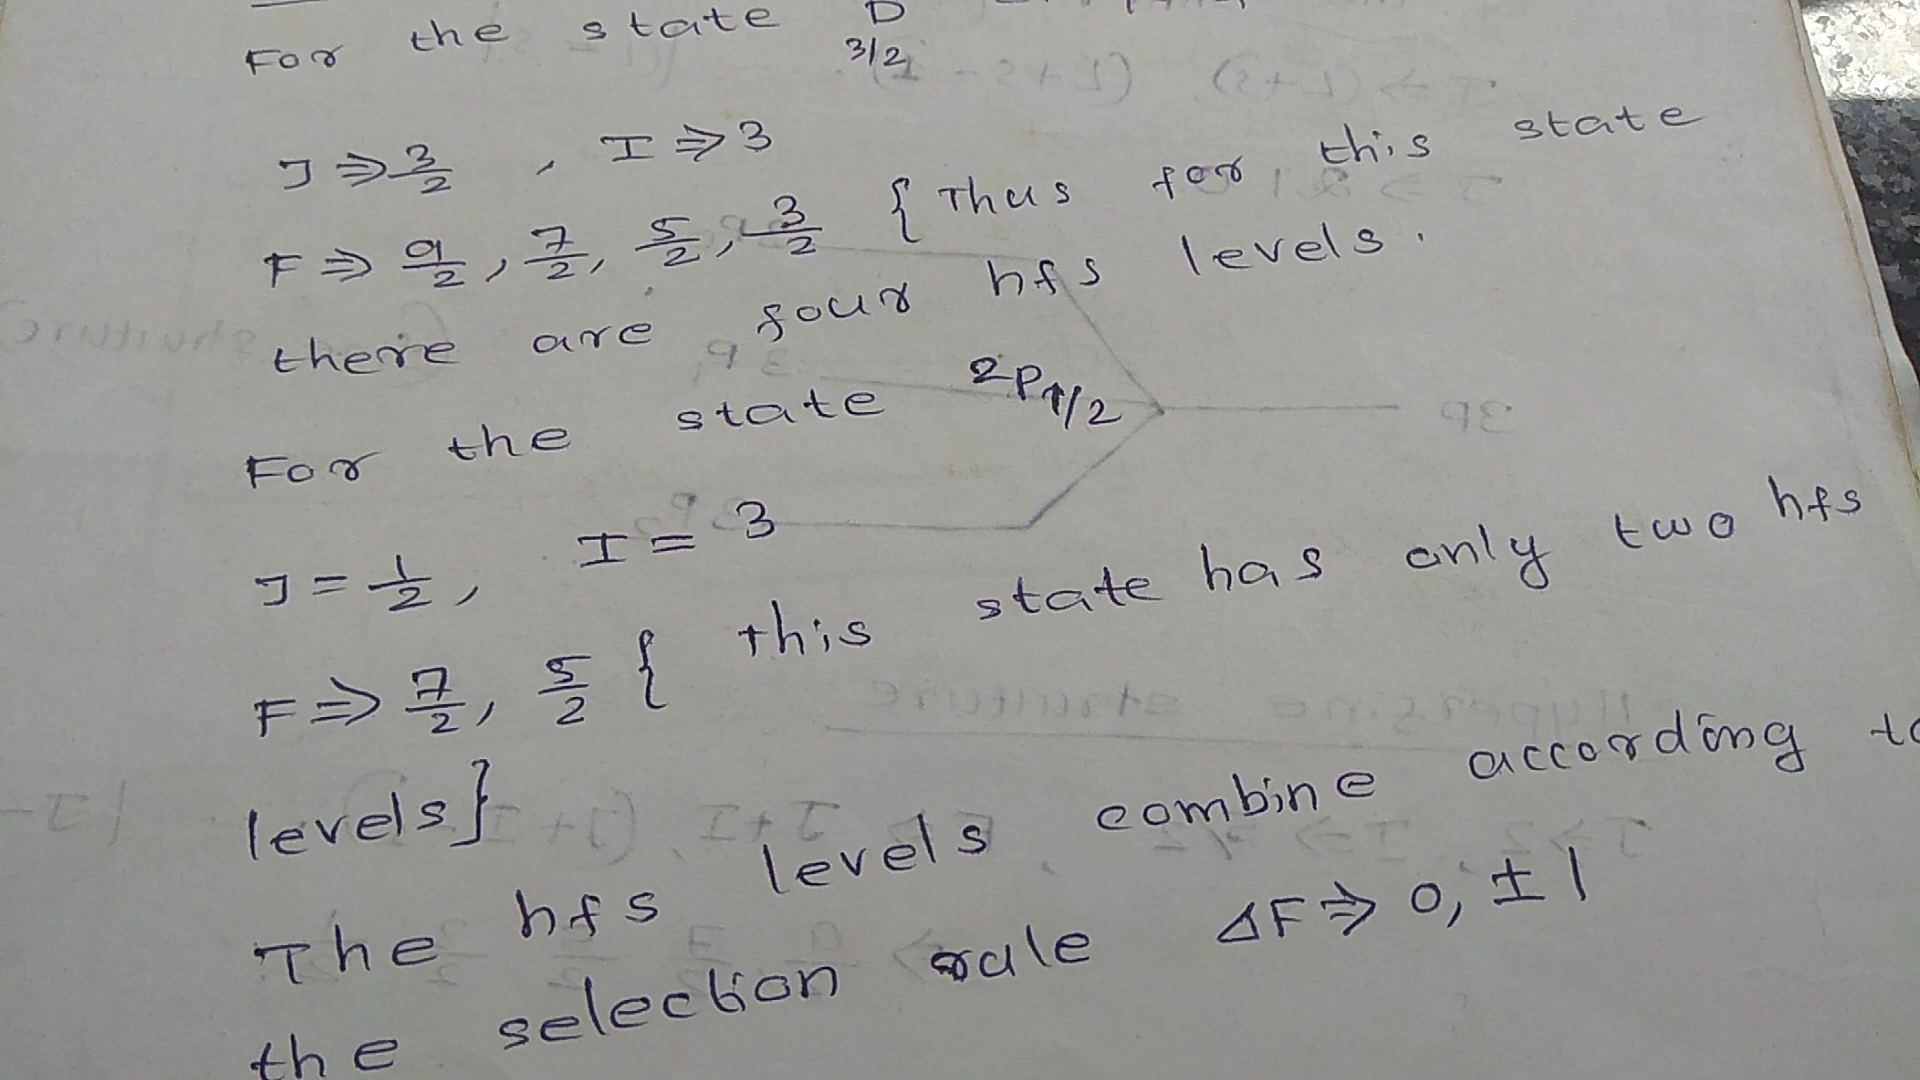 For the state D 3/2
J ⇒ 3/2 , I ⇒ 3
F ⇒ 9/2, 7/2, 5/2, 3/2 { Thus for this state
there are four hfs levels.
For the state 2P1/2
J = 1/2, I = 3
F ⇒ 7/2, 5/2 { this state has only two hfs
levels}
The hfs levels combine according to
the selection rule ΔF ⇒ 0, ± 1